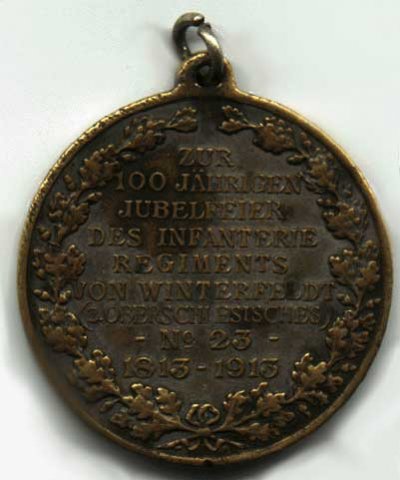 ZUR
100 JÄHRIGEN
JUBELFEIER
DES INFANTERIE
REGIMENTS
VON WINTERFELDT
(2.OBERSCHLESISCHES)
- No 23 -
1813-1913